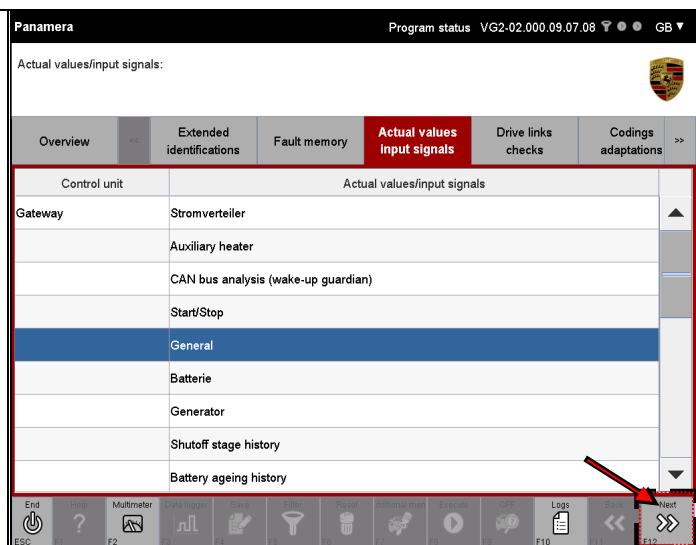 Panamera
Program status VG2-02.000.09.07.08
GB ▼
Actual values/input signals:
Overview
<<
Extended
identifications
Fault memory
Actual values
input signals
Drive links
checks
Codings
adaptations
>>
Control unit
Actual values/input signals
Gateway
Stromverteiler
Auxiliary heater
CAN bus analysis (wake-up guardian)
Start/Stop
General
Batterie
Generator
Shutoff stage history
Battery ageing history
End
ESC
Help
?
F1
Multimeter
F2
Data logger
F3
Save
F4
Filter
F5
Reset
F6
F7
Execute
F8
GFF
F9
Logs
F10
Back
F11
Next
F12